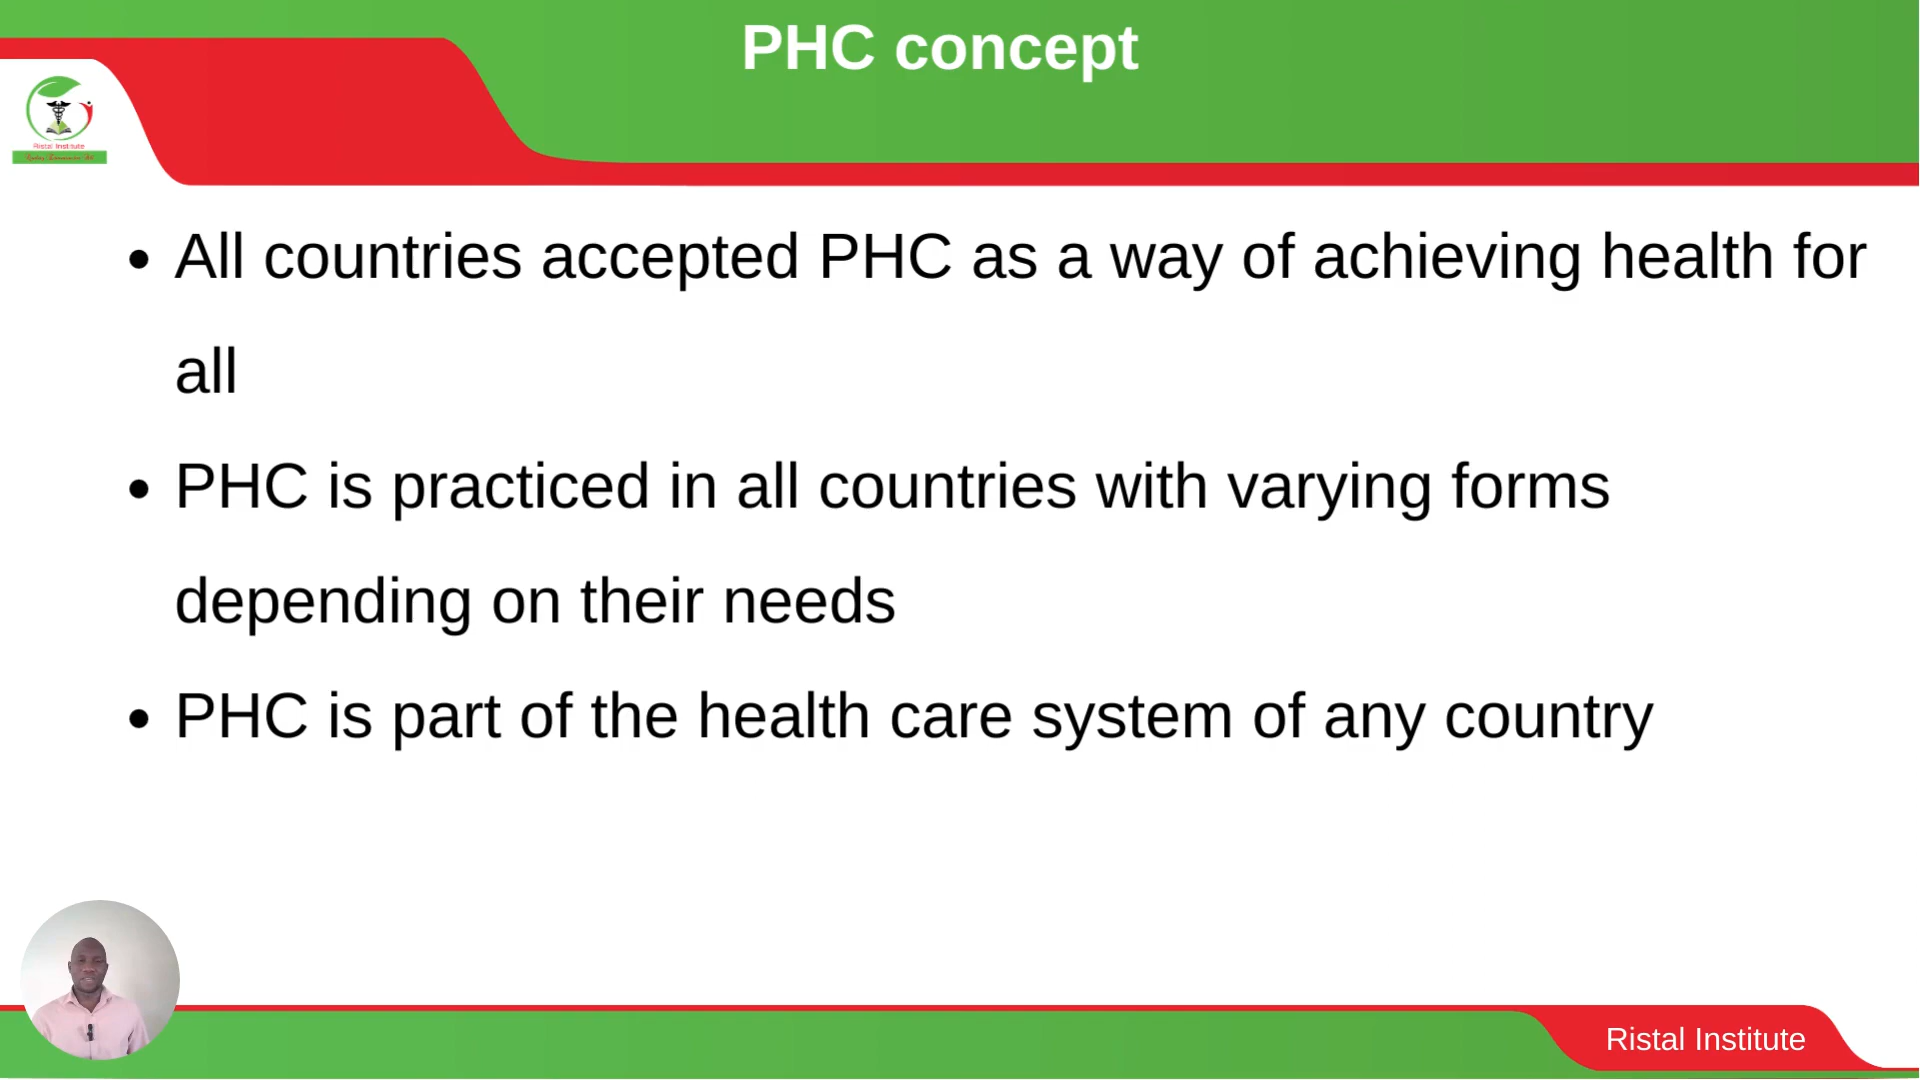 PHC concept
Ristal Institute
• All countries accepted PHC as a way of achieving health for
all
• PHC is practiced in all countries with varying forms
depending on their needs
• PHC is part of the health care system of any country
Ristal Institute